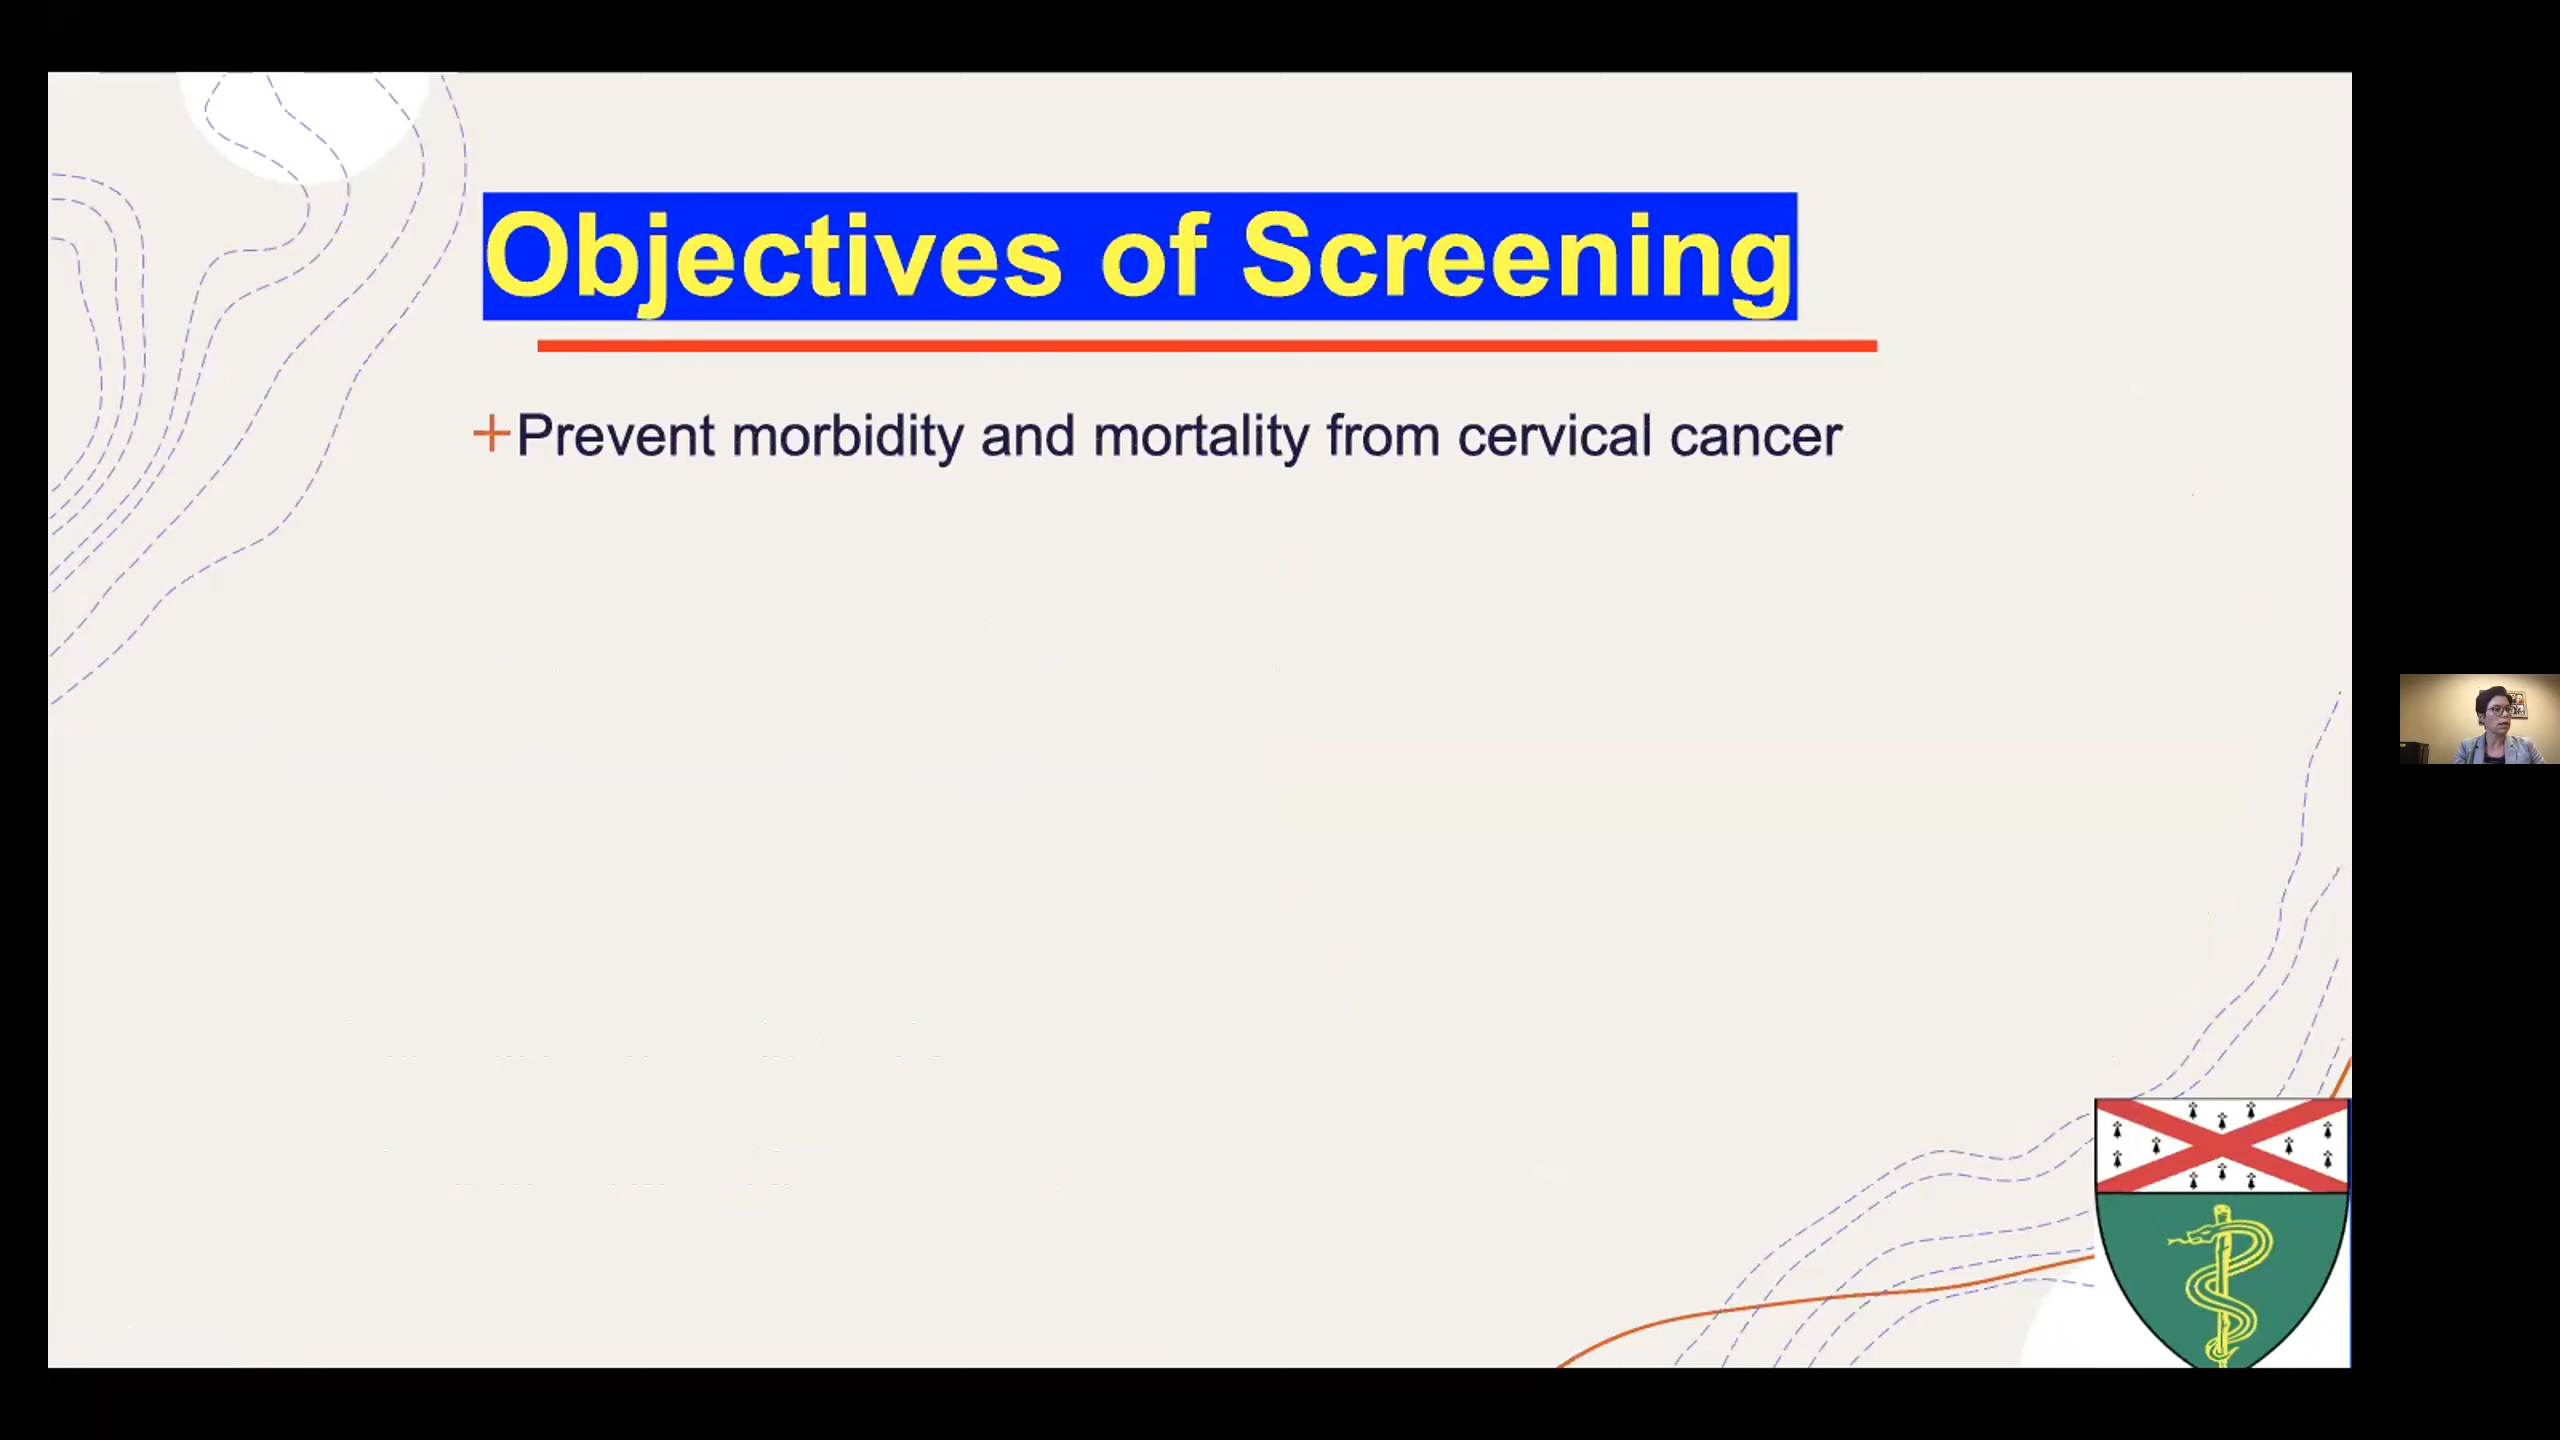 Objectives of Screening
+Prevent morbidity and mortality from cervical cancer